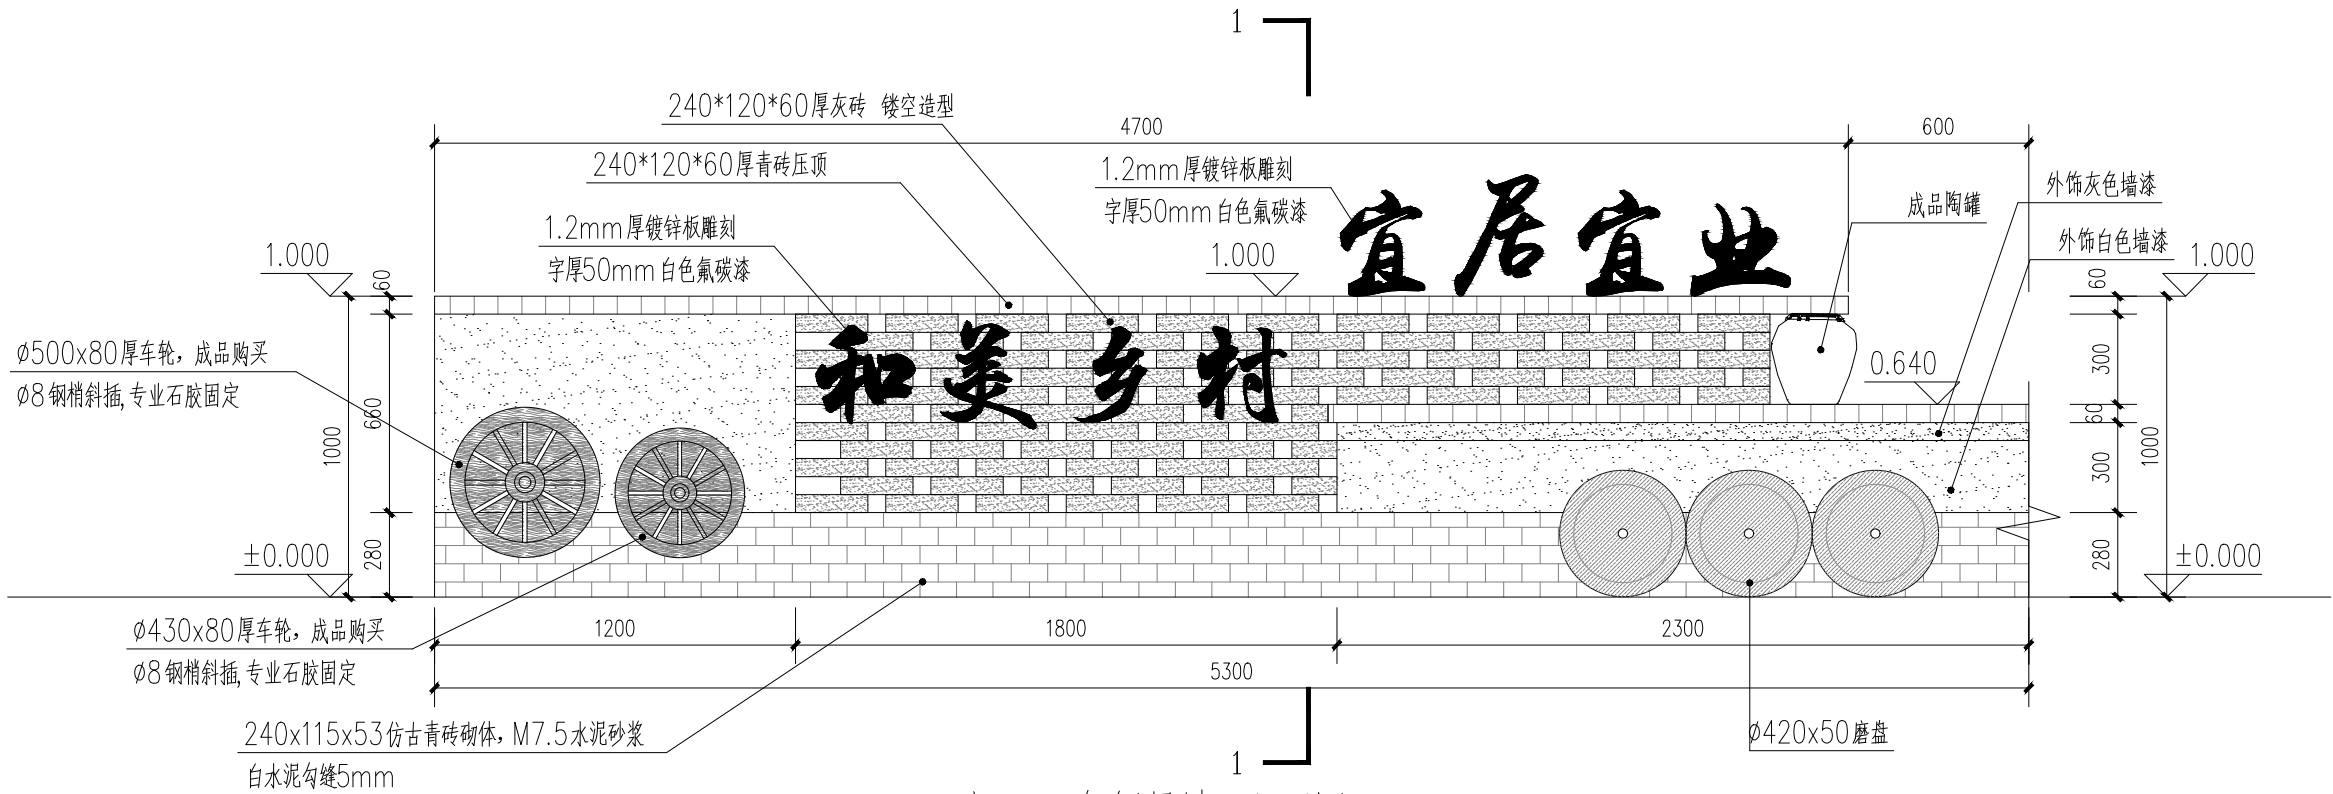 1
240*120*60厚灰砖 镂空造型
4700
600
240*120*60厚青砖压顶
1.2mm厚镀锌板雕刻
字厚50mm白色氟碳漆
外饰灰色墙漆
成品陶罐
宜居宜业
1.2mm厚镀锌板雕刻
字厚50mm白色氟碳漆
外饰白色墙漆
1.000
1.000
1.000
60
60
和美乡村
Ø500x80厚车轮，成品购买
Ø8钢梢斜插,专业石胶固定
0.640
300
660
60
1000
1000
300
280
280
±0.000
±0.000
Ø430x80厚车轮，成品购买
Ø8钢梢斜插,专业石胶固定
1200
1800
2300
5300
240x115x53仿古青砖砌体，M7.5水泥砂浆
白水泥勾缝5mm
Ø420x50磨盘
1